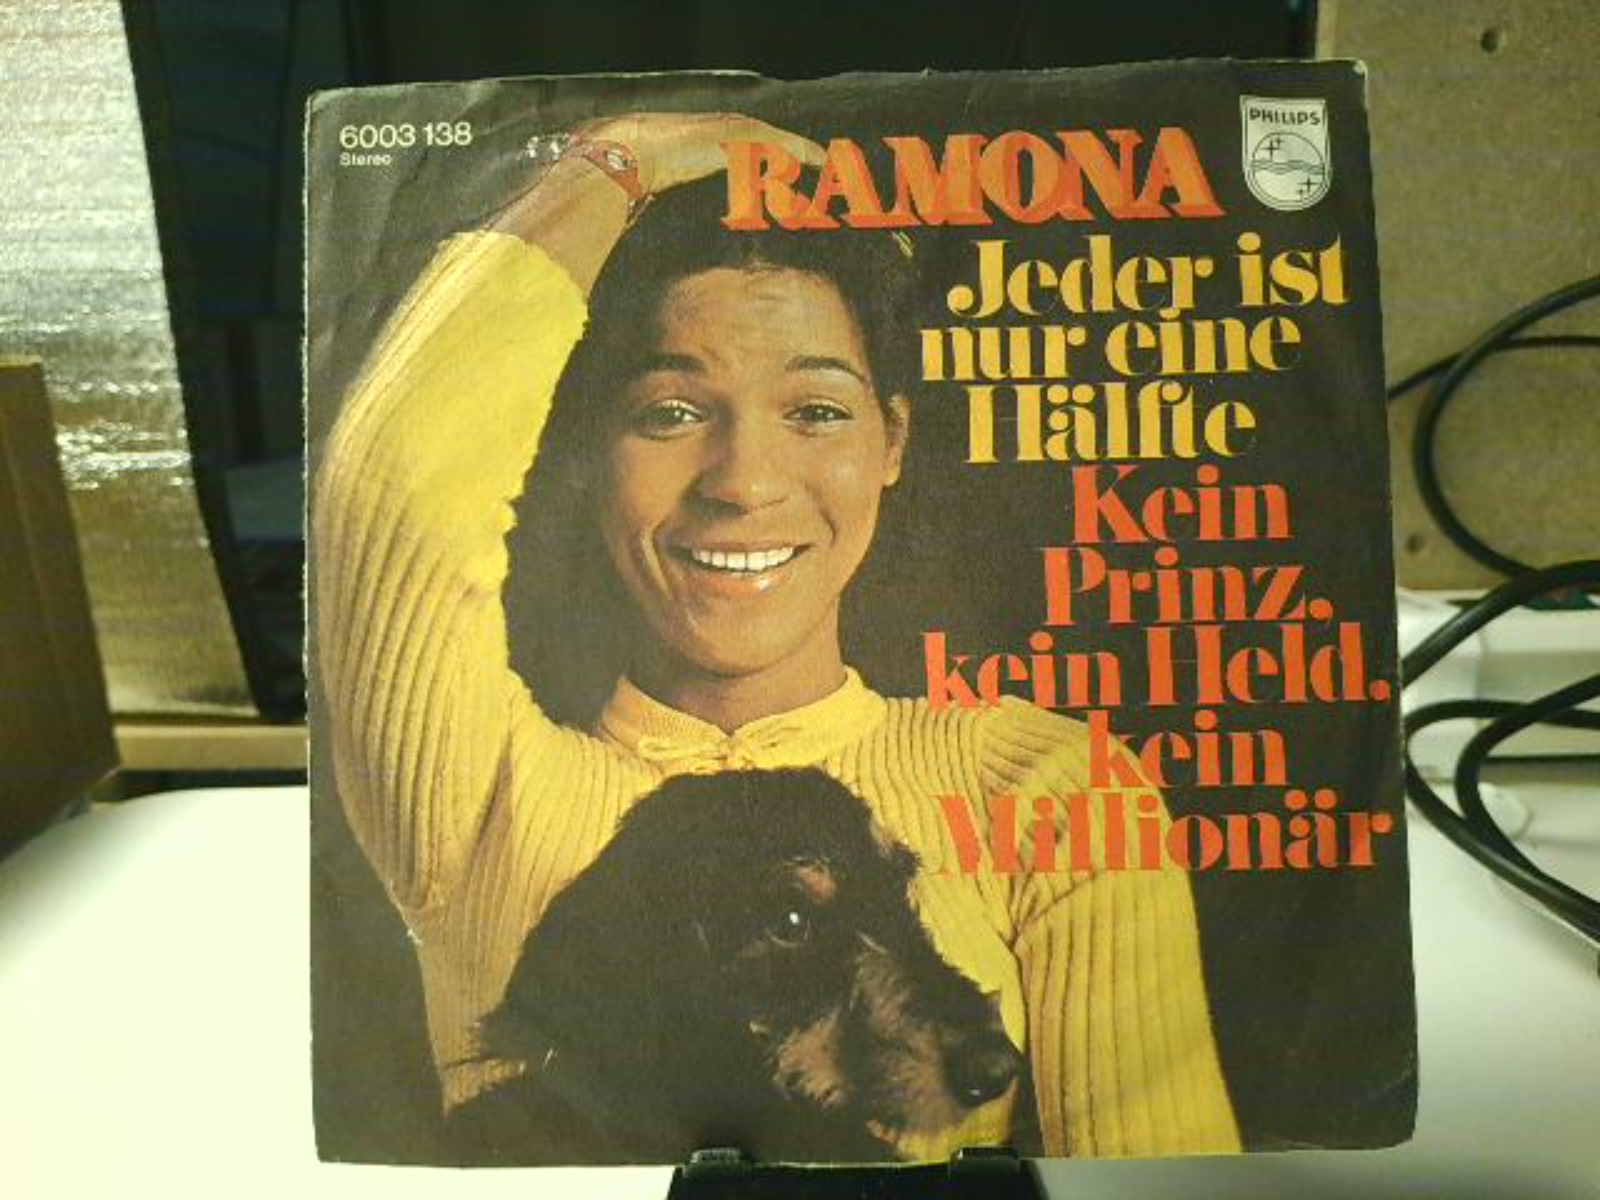 6003 138
Stereo
RAMONA
PHILIPS
Jeder ist
nur eine
Hälfte
Kein
Prinz,
kein Held,
kein
Millionär